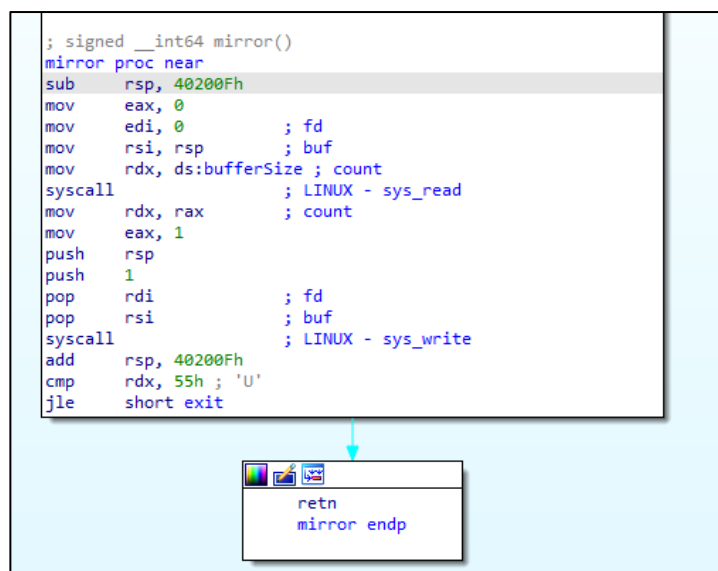 ; signed __int64 mirror()
mirror proc near
sub rsp, 40200Fh
mov eax, 0
mov edi, 0 ; fd
mov rsi, rsp ; buf
mov rdx, ds:bufferSize ; count
syscall ; LINUX - sys_read
mov rdx, rax ; count
mov eax, 1
push rsp
push 1
pop rdi ; fd
pop rsi ; buf
syscall ; LINUX - sys_write
add rsp, 40200Fh
cmp rdx, 55h ; 'U'
jle short exit
retn
mirror endp